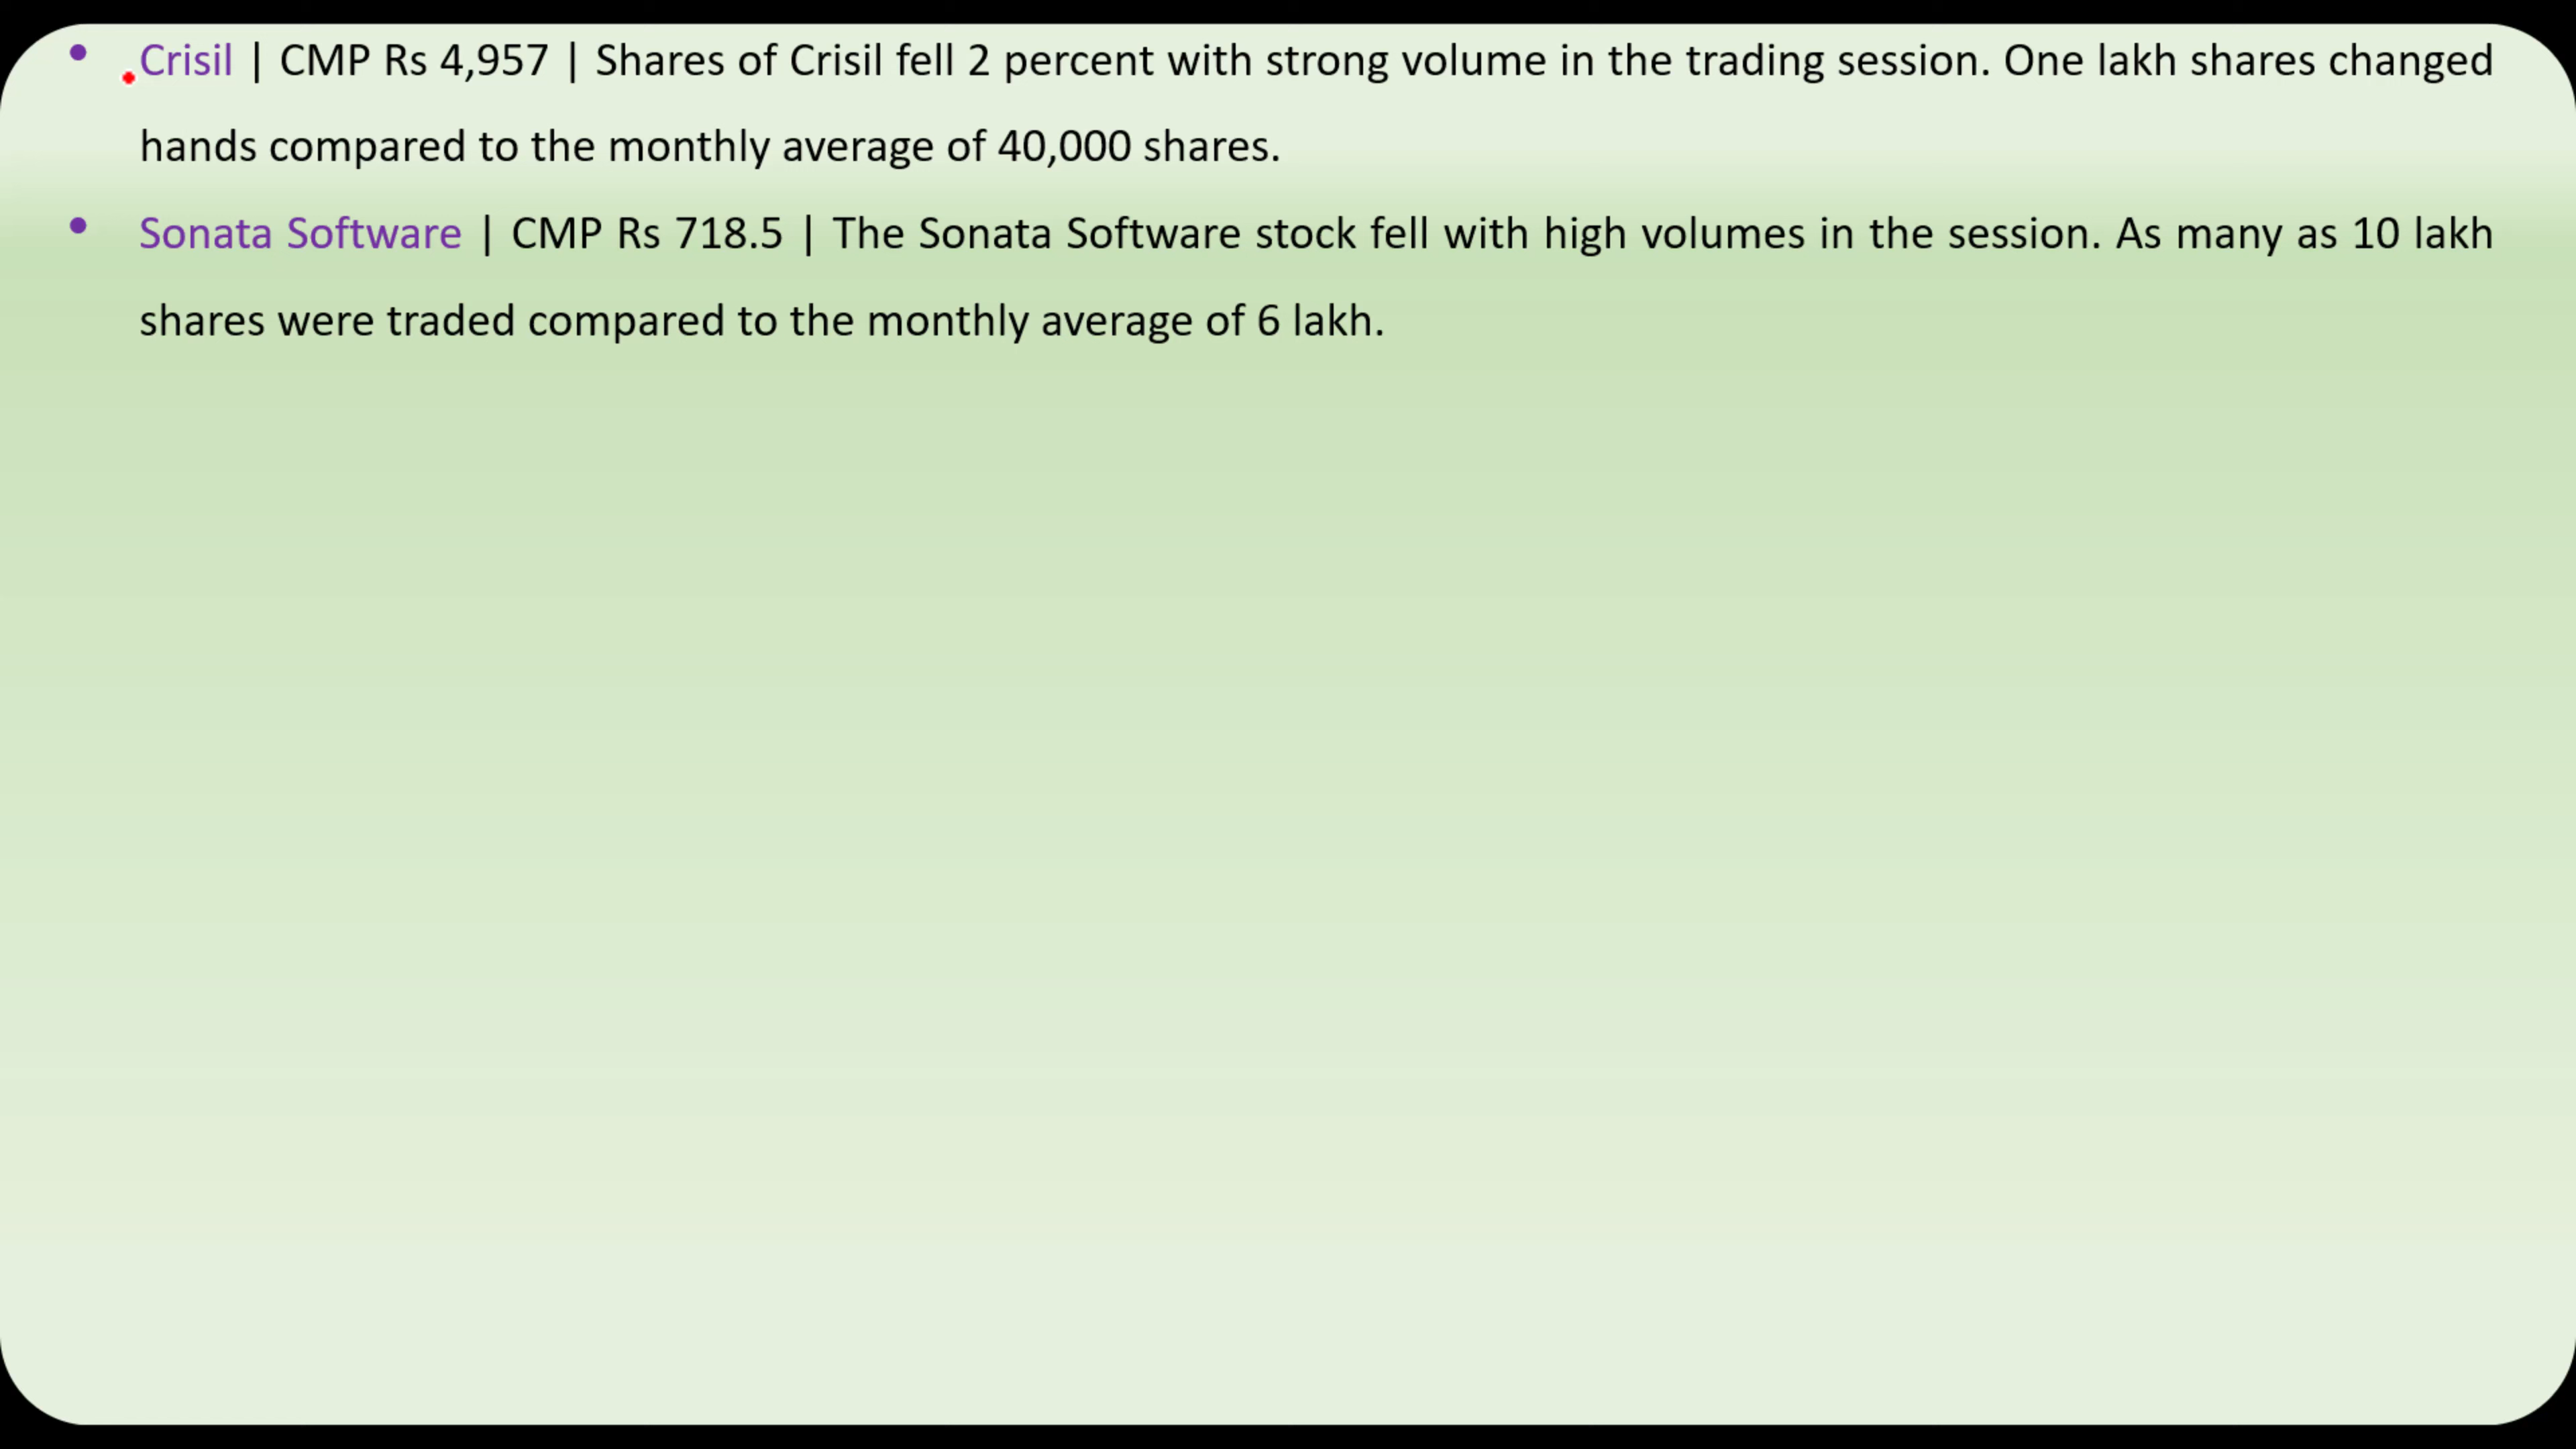 • Crisil | CMP Rs 4,957 | Shares of Crisil fell 2 percent with strong volume in the trading session. One lakh shares changed
hands compared to the monthly average of 40,000 shares.
• Sonata Software | CMP Rs 718.5 | The Sonata Software stock fell with high volumes in the session. As many as 10 lakh
shares were traded compared to the monthly average of 6 lakh.